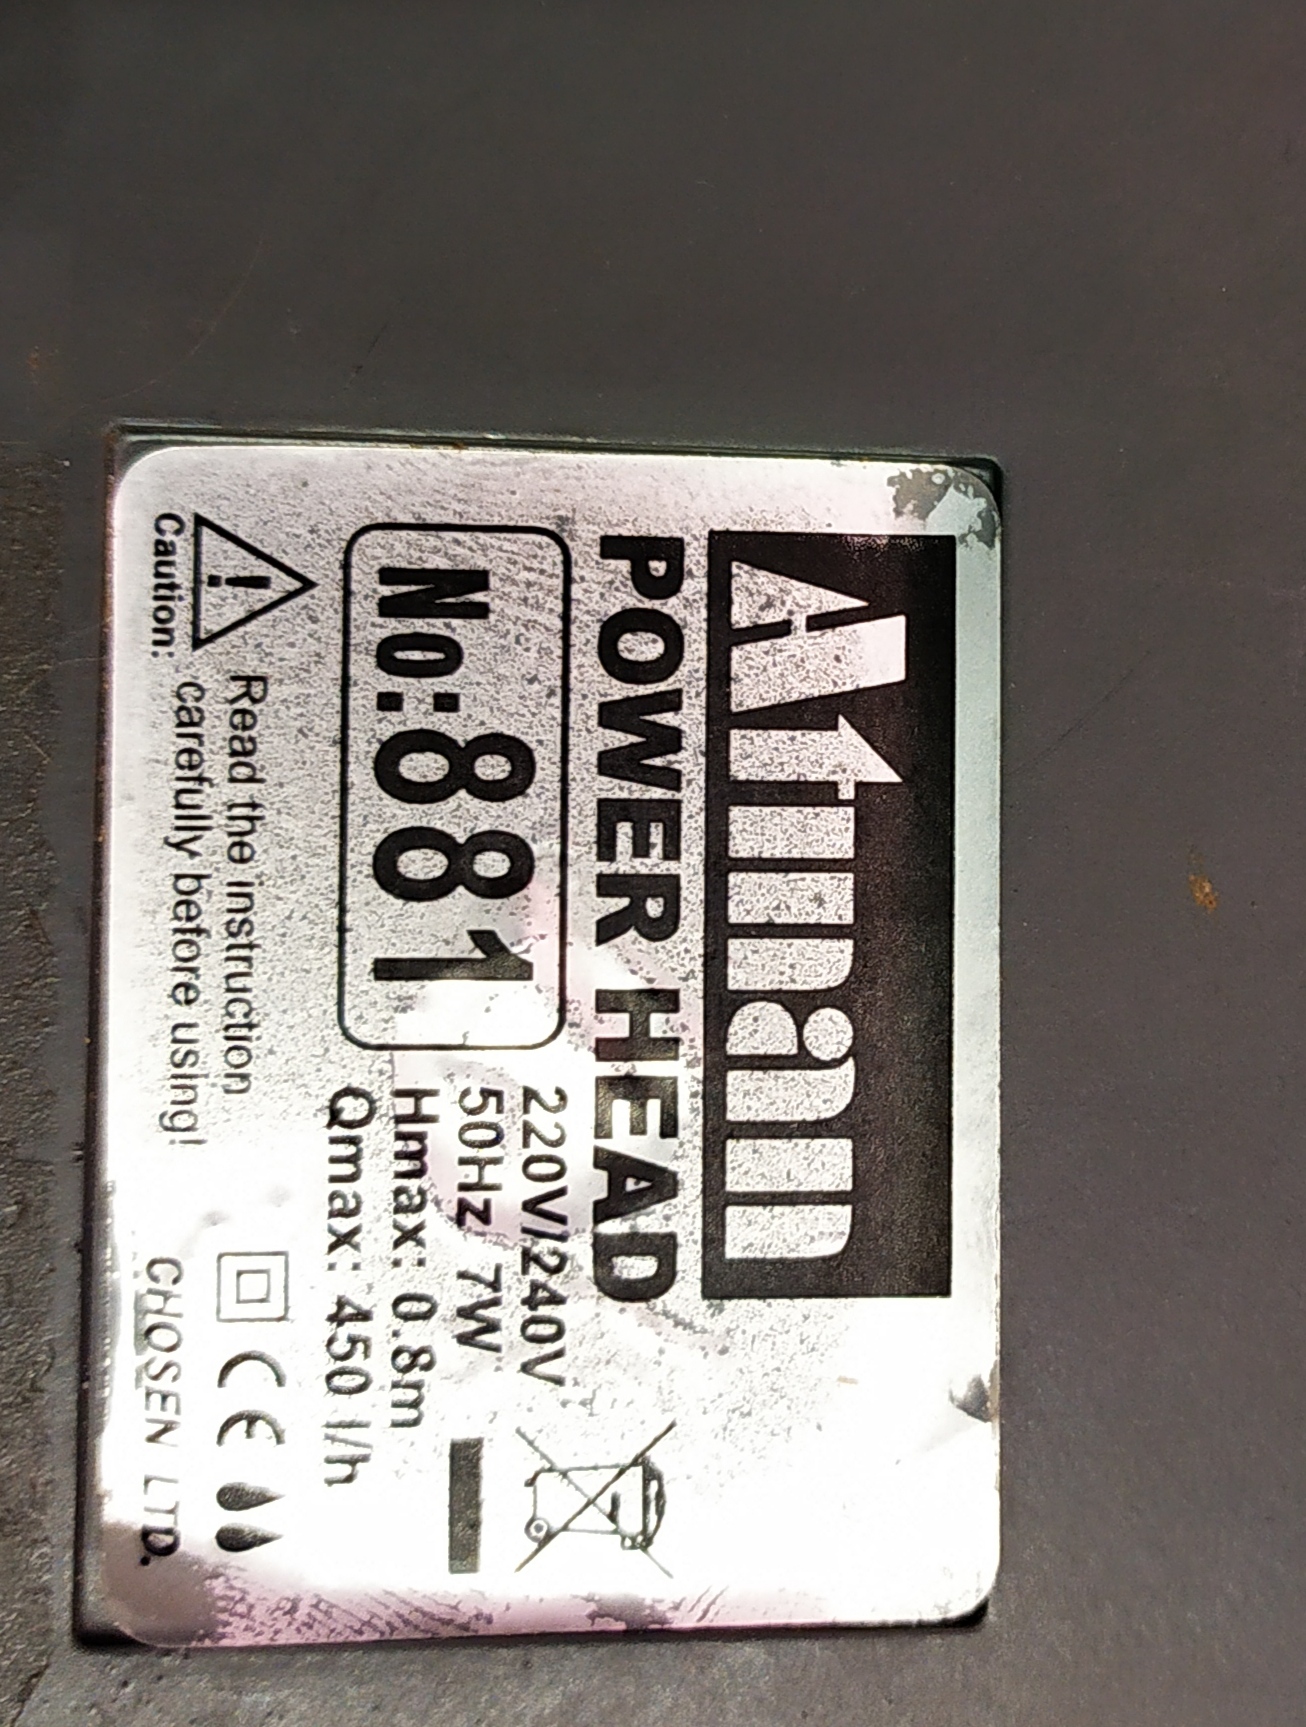 Atman
POWER HEAD
No:881
220V/240V
50Hz 7W
Hmax: 0.8m
Qmax: 450 l/h
Caution:
Read the instruction
carefully before using!
CE
CHOSEN LTD.